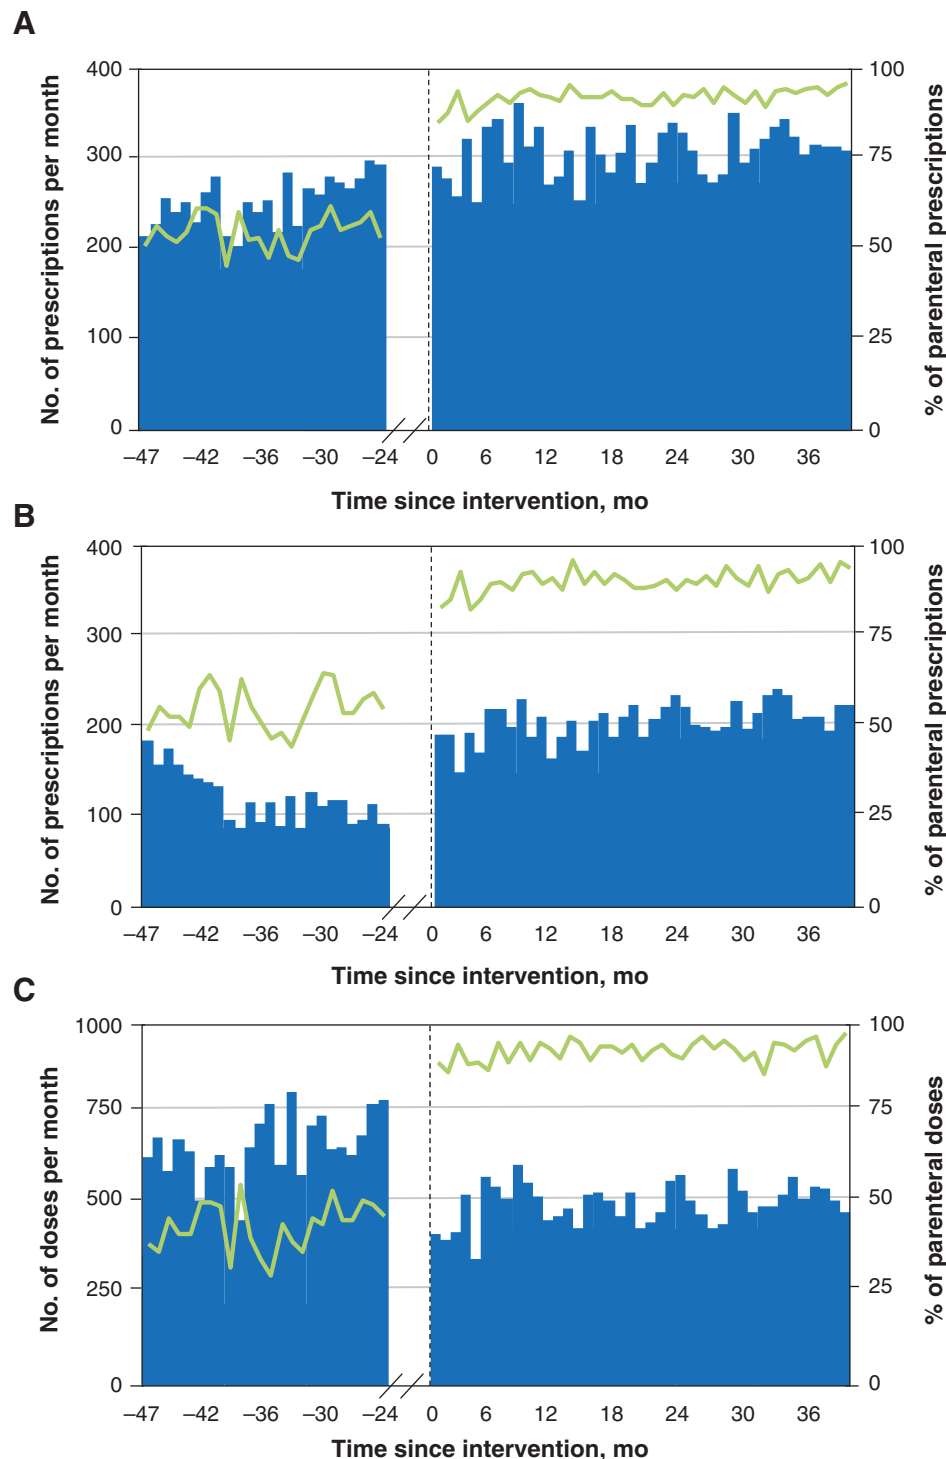 A
No. of prescriptions per month
400
300
200
100
0
100
75
50
25
0
% of parenteral prescriptions
–47 –42 –36 –30 –24 0 6 12 18 24 30 36
Time since intervention, mo
B
No. of prescriptions per month
400
300
200
100
0
100
75
50
25
0
% of parenteral prescriptions
–47 –42 –36 –30 –24 0 6 12 18 24 30 36
Time since intervention, mo
C
No. of doses per month
1000
750
500
250
0
100
75
50
25
0
% of parenteral doses
–47 –42 –36 –30 –24 0 6 12 18 24 30 36
Time since intervention, mo